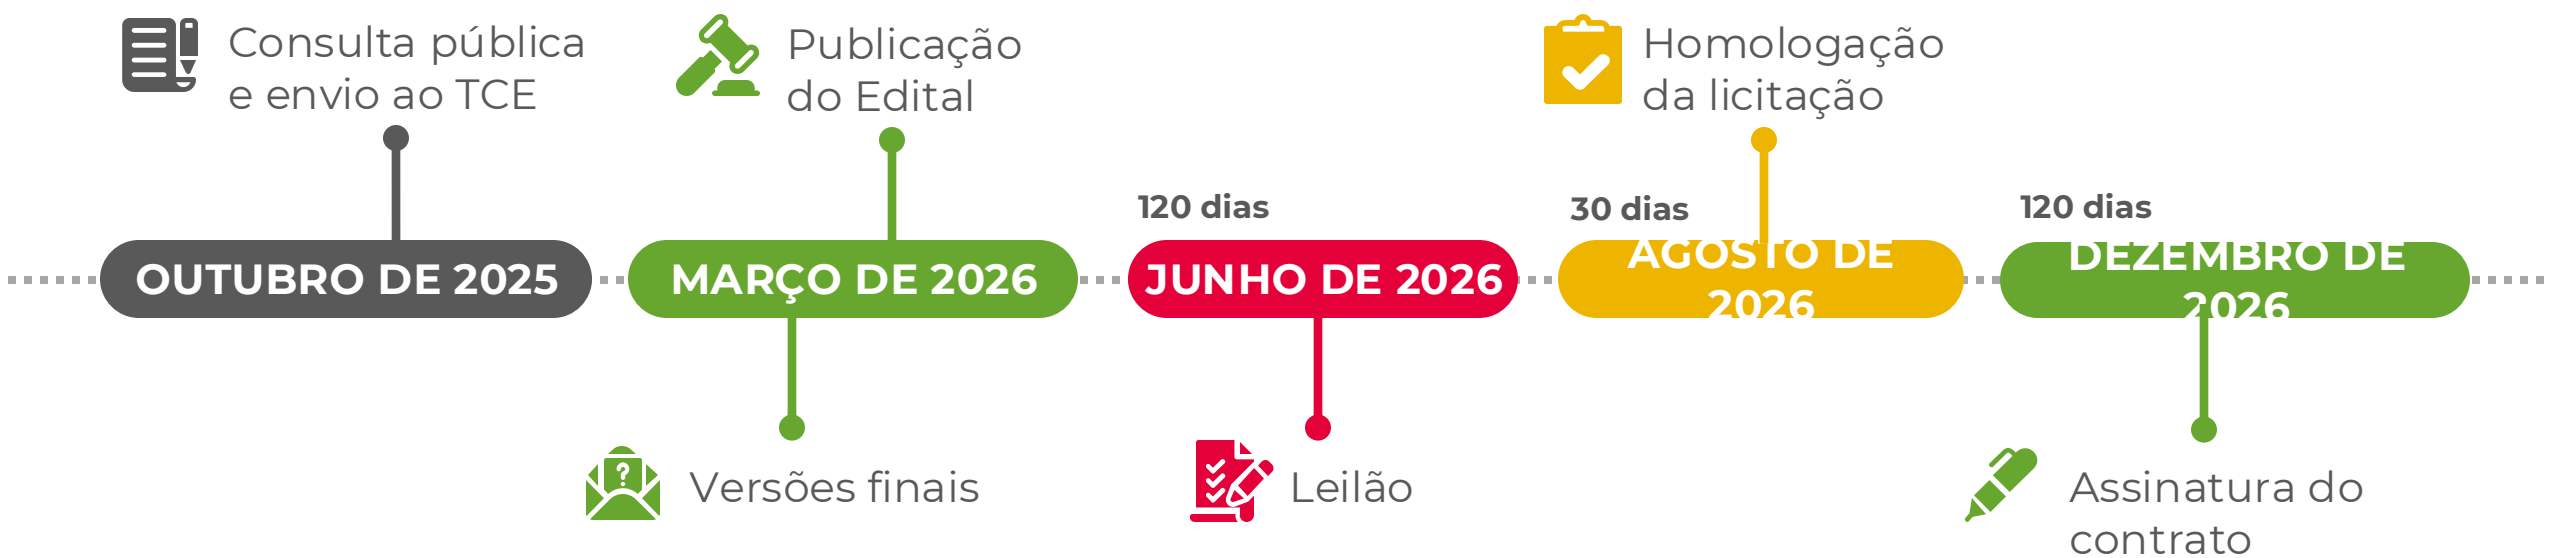 Consulta pública
e envio ao TCE
Publicação
do Edital
Homologação
da licitação
120 dias
30 dias
120 dias
OUTUBRO DE 2025
MARÇO DE 2026
JUNHO DE 2026
AGOSTO DE
2026
DEZEMBRO DE
2026
?
Versões finais
Leilão
Assinatura do
contrato